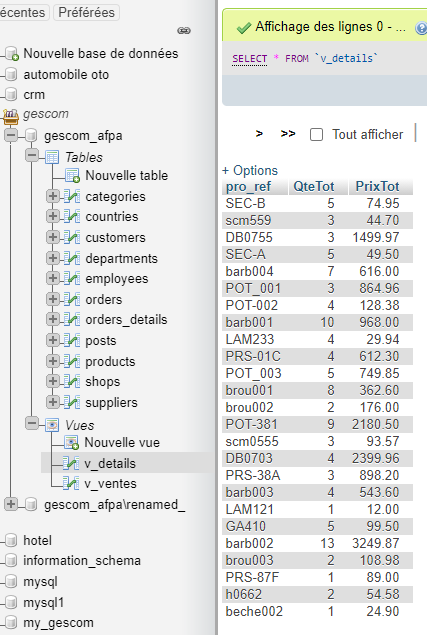 écentes Préférées
Nouvelle base de données
automobile oto
crm
gescom
gescom_afpa
Tables
Nouvelle table
categories
countries
customers
departments
employees
orders
orders_details
posts
products
shops
suppliers
Vues
Nouvelle vue
v_details
v_ventes
gescom_afpa\renamed_
hotel
information_schema
mysql
mysql1
my_gescom
Affichage des lignes 0 - ...
SELECT * FROM `v_details`
> >> Tout afficher
+ Options
pro_ref QteTot PrixTot
SEC-B 5 74.95
scm559 3 44.70
DB0755 3 1499.97
SEC-A 5 49.50
barb004 7 616.00
POT_001 3 864.96
POT-002 4 128.38
barb001 10 968.00
LAM233 4 29.94
PRS-01C 4 612.30
POT_003 5 749.85
brou001 8 362.60
brou002 2 176.00
POT-381 9 2180.50
scm0555 3 93.57
DB0703 4 2399.96
PRS-38A 3 898.20
barb003 4 543.60
LAM121 1 12.00
GA410 5 99.50
barb002 13 3249.87
brou003 2 108.98
PRS-87F 1 89.00
h0662 2 54.58
beche002 1 24.90